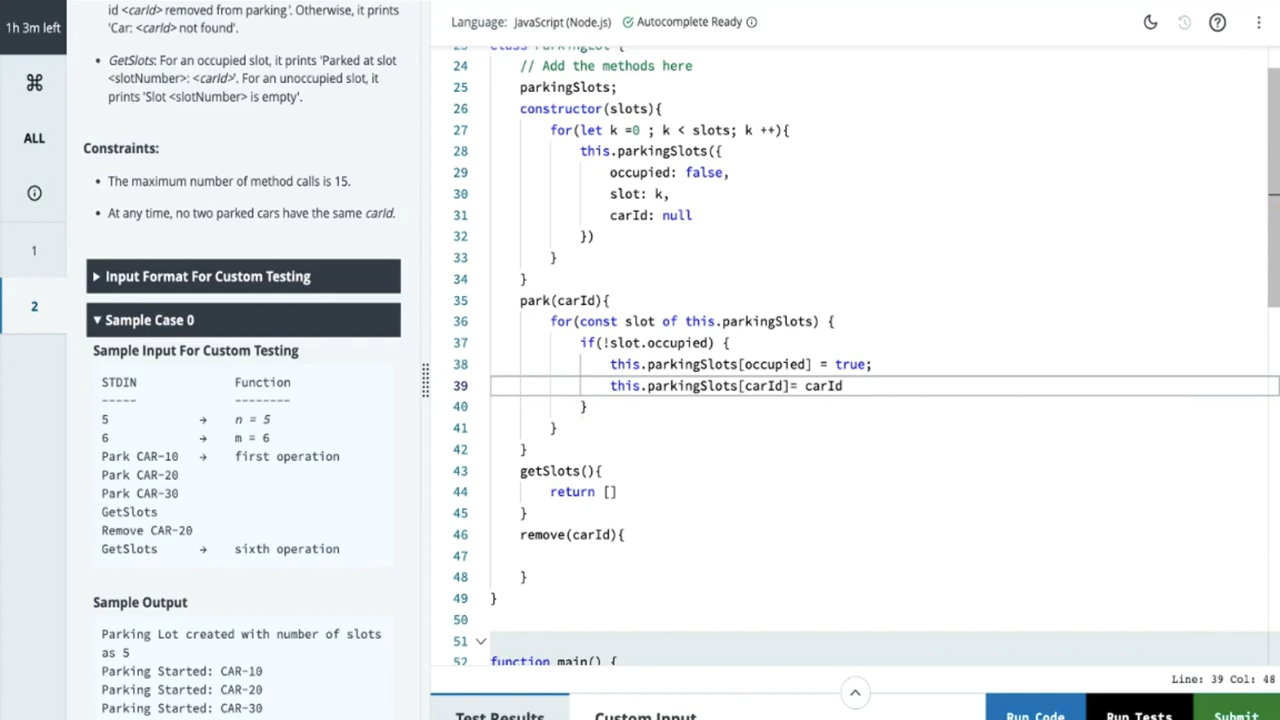 1h 3m left
ALL
1
2
id <carId> removed from parking'. Otherwise, it prints
'Car: <carId> not found'.
• GetSlots: For an occupied slot, it prints 'Parked at slot
<slotNumber>: <carId>'. For an unoccupied slot, it
prints 'Slot <slotNumber> is empty'.
Constraints:
• The maximum number of method calls is 15.
• At any time, no two parked cars have the same carId.
Input Format For Custom Testing
Sample Case 0
Sample Input For Custom Testing
STDIN Function
----- --------
5 → n = 5
6 → m = 6
Park CAR-10 → first operation
Park CAR-20
Park CAR-30
GetSlots
Remove CAR-20
GetSlots → sixth operation
Sample Output
Parking Lot created with number of slots
as 5
Parking Started: CAR-10
Parking Started: CAR-20
Parking Started: CAR-30
Language: JavaScript (Node.js) Autocomplete Ready
23 class ParkingLot {
24 // Add the methods here
25 parkingSlots;
26 constructor(slots){
27 for(let k =0 ; k < slots; k ++){
28 this.parkingSlots({
29 occupied: false,
30 slot: k,
31 carId: null
32 })
33 }
34 }
35 park(carId){
36 for(const slot of this.parkingSlots) {
37 if(!slot.occupied) {
38 this.parkingSlots[occupied] = true;
39 this.parkingSlots[carId]= carId
40 }
41 }
42 }
43 getSlots(){
44 return []
45 }
46 remove(carId){
47
48 }
49 }
50
51
52 function main() {
Line: 39 Col: 48
Test Results Custom Input Run Code Run Tests Submit